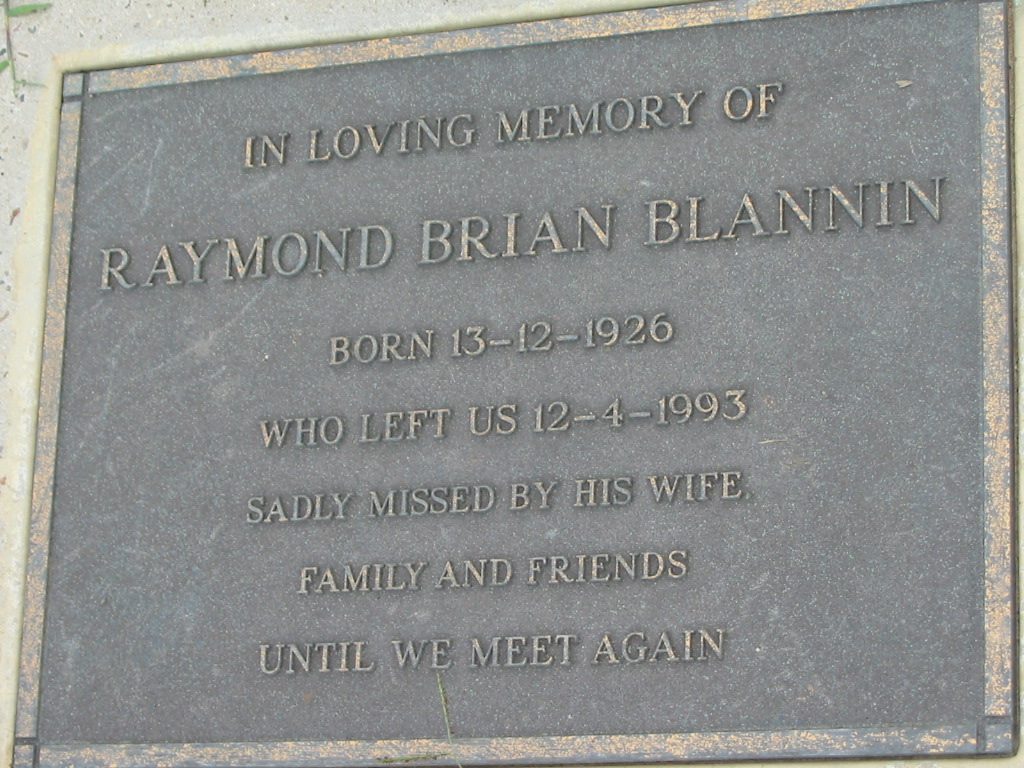 IN LOVING MEMORY OF
RAYMOND BRIAN BLANNIN
BORN 13-12-1926
WHO LEFT US 12-4-1993
SADLY MISSED BY HIS WIFE,
FAMILY AND FRIENDS
UNTIL WE MEET AGAIN